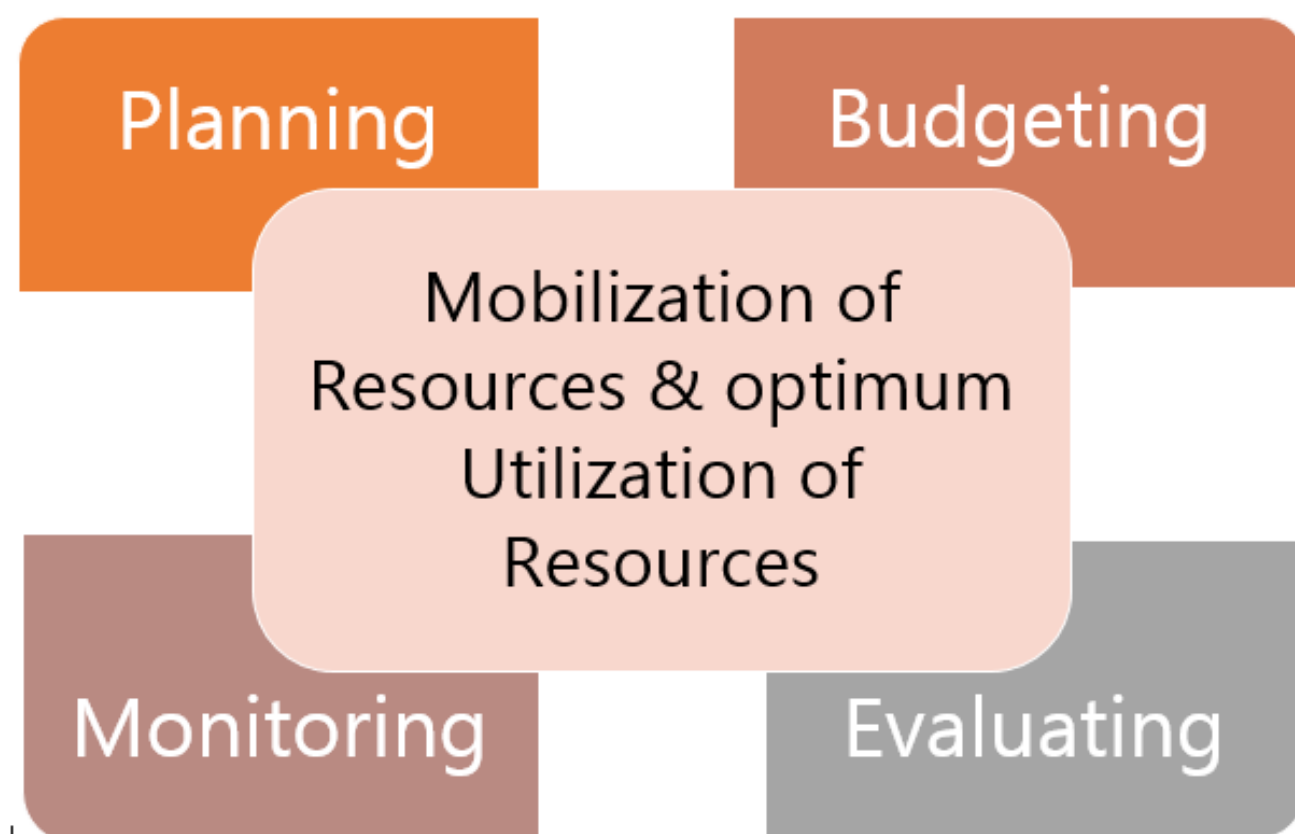 Planning
Budgeting
Mobilization of
Resources & optimum
Utilization of
Resources
Monitoring
Evaluating